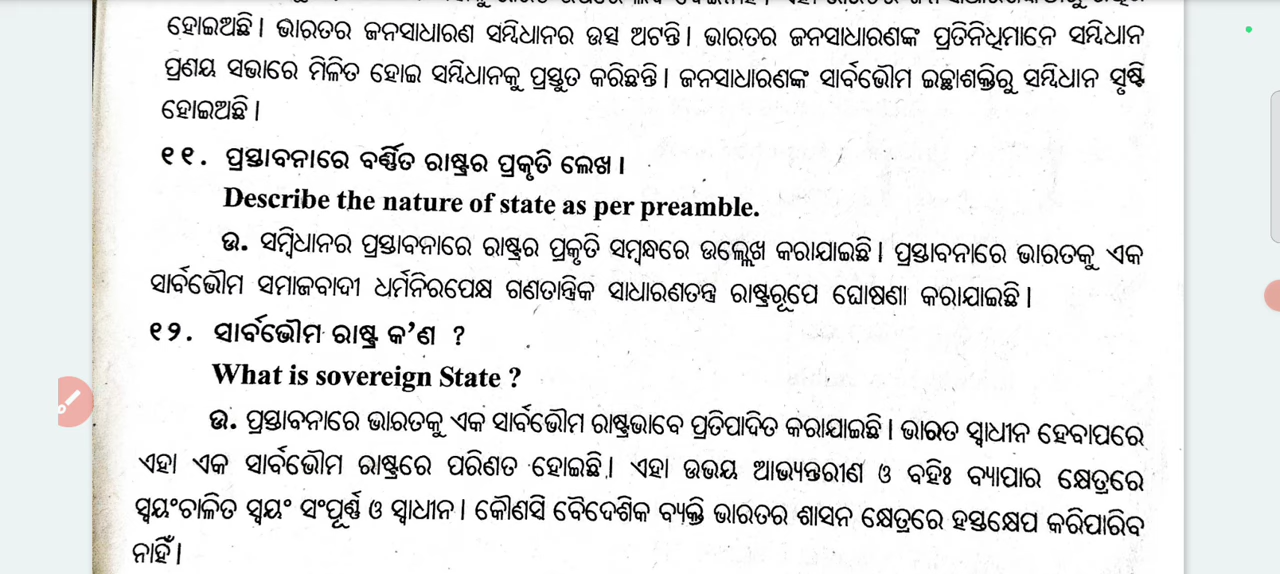 ହୋଇଅଛି। ଭାରତର ଜନସାଧାରଣ ସମ୍ୱିଧାନର ଉତ୍ସ ଅଟନ୍ତି। ଭାରତର ଜନସାଧାରଣଙ୍କ ପ୍ରତିନିଧିମାନେ ସମ୍ୱିଧାନ
ପ୍ରଣୟ ସଭାରେ ମିଳିତ ହୋଇ ସମ୍ୱିଧାନକୁ ପ୍ରସ୍ତୁତ କରିଛନ୍ତି। ଜନସାଧାରଣଙ୍କ ସାର୍ବଭୌମ ଇଚ୍ଛାଶକ୍ତିରୁ ସମ୍ୱିଧାନ ସୃଷ୍ଟି
ହୋଇଅଛି।
୧୧. ପ୍ରସ୍ତାବନାରେ ବର୍ଣ୍ଣିତ ରାଷ୍ଟ୍ରର ପ୍ରକୃତି ଲେଖ।
Describe the nature of state as per preamble.
ଉ. ସମ୍ବିଧାନର ପ୍ରସ୍ତାବନାରେ ରାଷ୍ଟ୍ରର ପ୍ରକୃତି ସମ୍ବନ୍ଧରେ ଉଲ୍ଲେଖ କରାଯାଇଛି। ପ୍ରସ୍ତାବନାରେ ଭାରତକୁ ଏକ
ସାର୍ବଭୌମ ସମାଜବାଦୀ ଧର୍ମନିରପେକ୍ଷ ଗଣତାନ୍ତ୍ରିକ ସାଧାରଣତନ୍ତ୍ର ରାଷ୍ଟ୍ରରୂପେ ଘୋଷଣା କରାଯାଇଛି।
୧୨. ସାର୍ବଭୌମ ରାଷ୍ଟ୍ର କ'ଣ ?
What is sovereign State ?
ଉ. ପ୍ରସ୍ତାବନାରେ ଭାରତକୁ ଏକ ସାର୍ବଭୌମ ରାଷ୍ଟ୍ରଭାବେ ପ୍ରତିପାଦିତ କରାଯାଇଛି। ଭାରତ ସ୍ୱାଧୀନ ହେବାପରେ
ଏହା ଏକ ସାର୍ବଭୌମ ରାଷ୍ଟ୍ରରେ ପରିଣତ ହୋଇଛି। ଏହା ଉଭୟ ଆଭ୍ୟନ୍ତରୀଣ ଓ ବହିଃ ବ୍ୟାପାର କ୍ଷେତ୍ରରେ
ସ୍ୱୟଂଚାଳିତ ସ୍ୱୟଂ ସଂପୂର୍ଣ୍ଣ ଓ ସ୍ୱାଧୀନ। କୌଣସି ବୈଦେଶିକ ବ୍ୟକ୍ତି ଭାରତର ଶାସନ କ୍ଷେତ୍ରରେ ହସ୍ତକ୍ଷେପ କରିପାରିବ
ନାହିଁ।